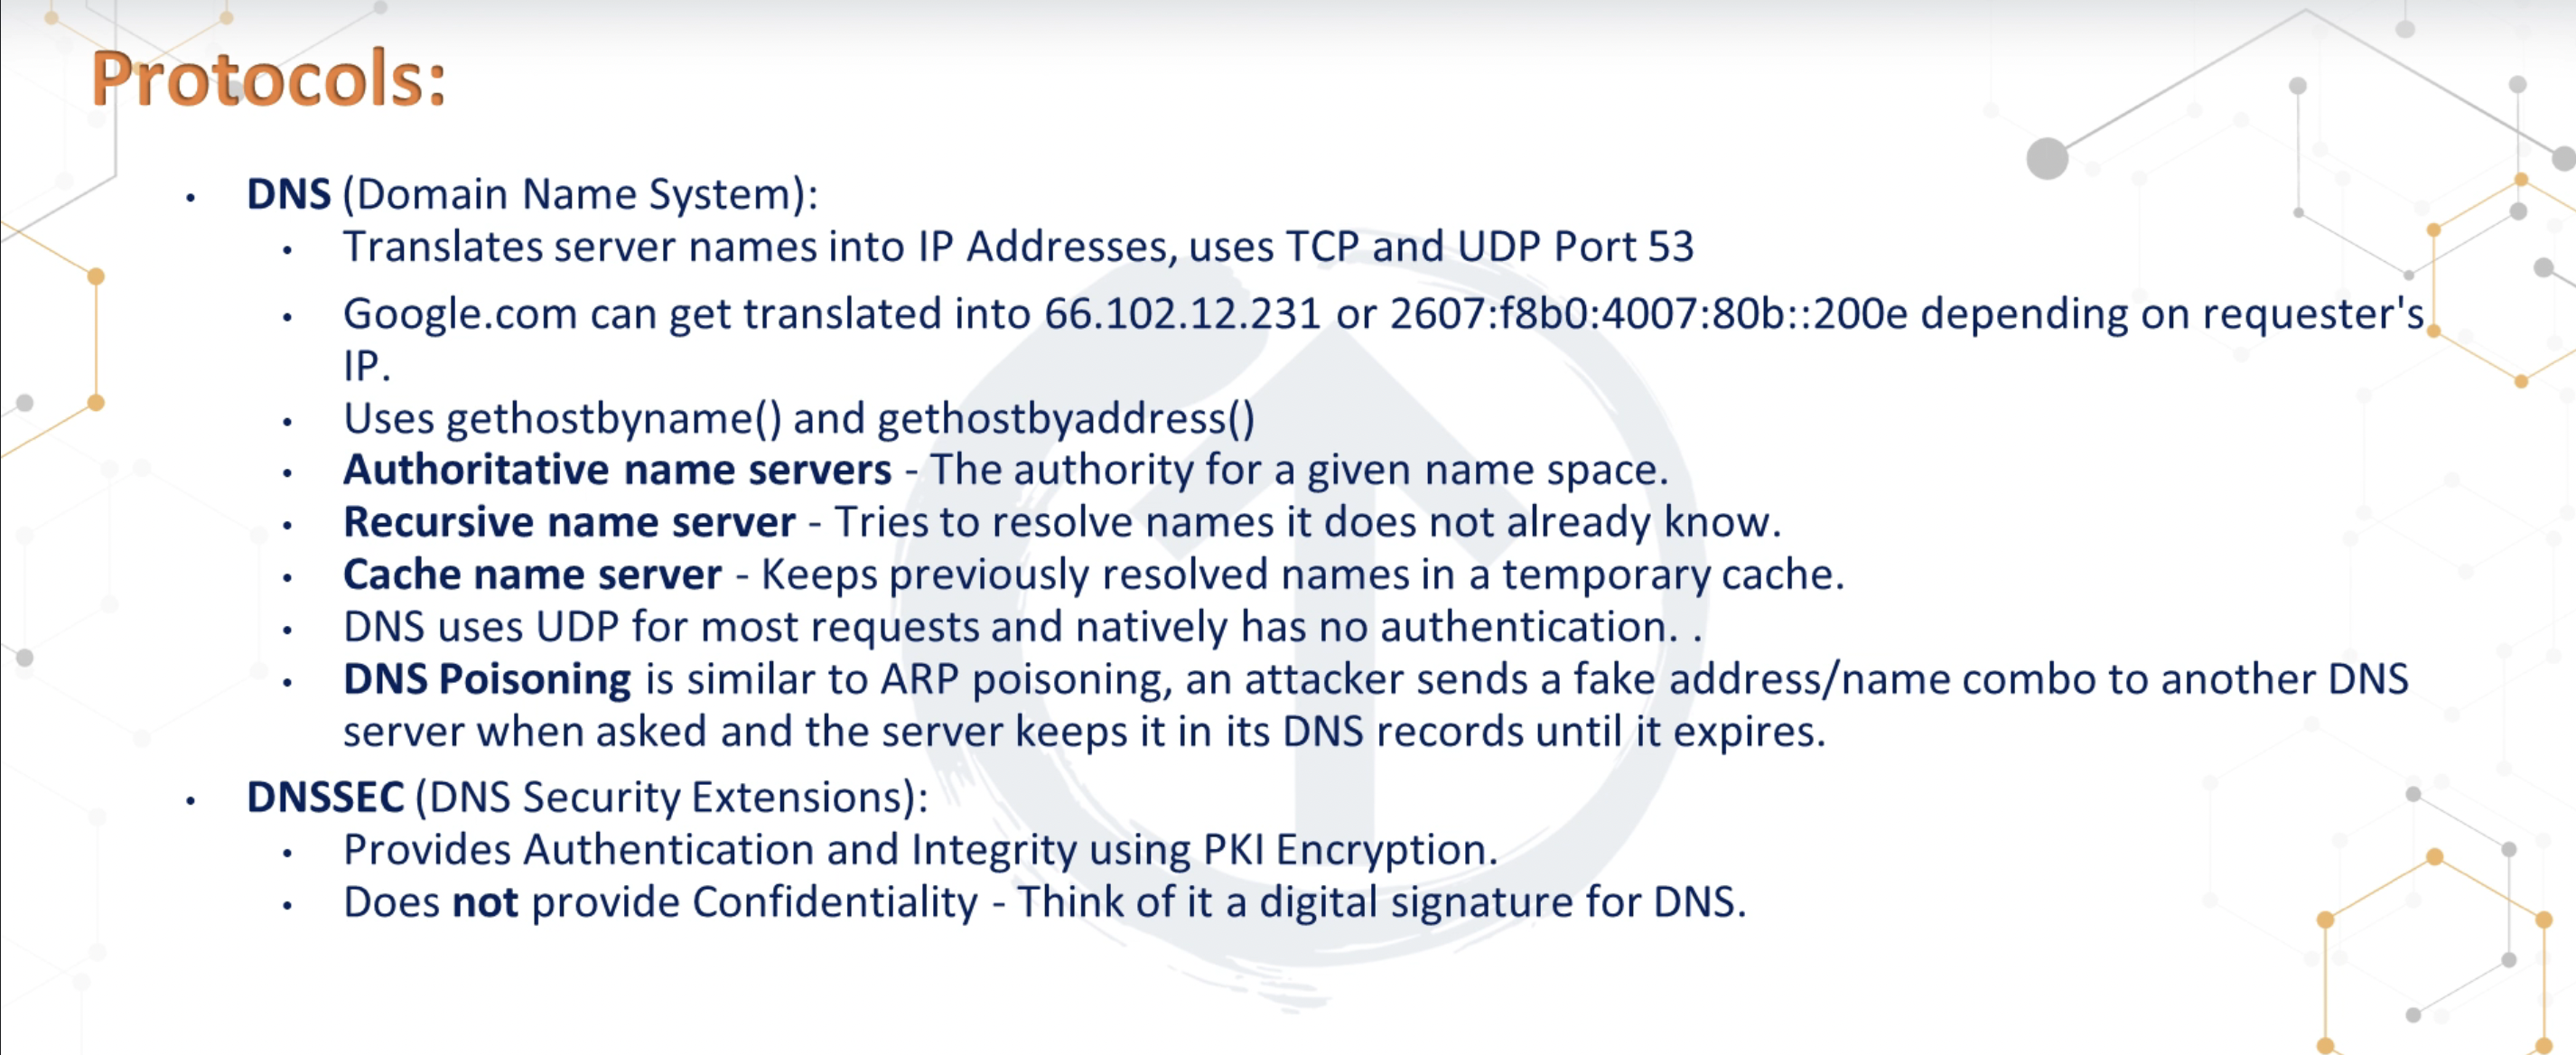 Protocols:
• DNS (Domain Name System):
• Translates server names into IP Addresses, uses TCP and UDP Port 53
• Google.com can get translated into 66.102.12.231 or 2607:f8b0:4007:80b::200e depending on requester's
IP.
• Uses gethostbyname() and gethostbyaddress()
• Authoritative name servers - The authority for a given name space.
• Recursive name server - Tries to resolve names it does not already know.
• Cache name server - Keeps previously resolved names in a temporary cache.
• DNS uses UDP for most requests and natively has no authentication. .
• DNS Poisoning is similar to ARP poisoning, an attacker sends a fake address/name combo to another DNS
server when asked and the server keeps it in its DNS records until it expires.
• DNSSEC (DNS Security Extensions):
• Provides Authentication and Integrity using PKI Encryption.
• Does not provide Confidentiality - Think of it a digital signature for DNS.